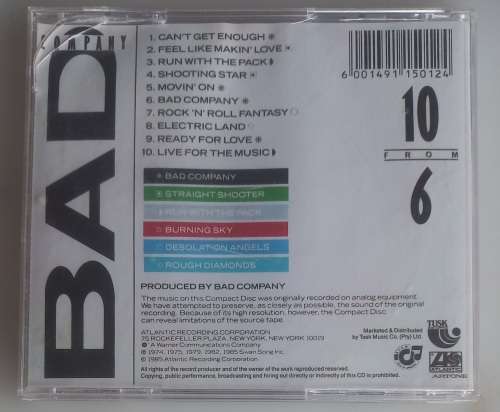 BAD
COMPANY
1. CAN'T GET ENOUGH
2. FEEL LIKE MAKIN' LOVE
3. RUN WITH THE PACK
4. SHOOTING STAR
5. MOVIN' ON
6. BAD COMPANY
7. ROCK 'N' ROLL FANTASY
8. ELECTRIC LAND
9. READY FOR LOVE
10. LIVE FOR THE MUSIC
6 001491 150124
10
FROM
6
BAD COMPANY
STRAIGHT SHOOTER
RUN WITH THE PACK
BURNING SKY
DESOLATION ANGELS
ROUGH DIAMONDS
PRODUCED BY BAD COMPANY
The music on this Compact Disc was originally recorded on analog equipment.
We have attempted to preserve, as closely as possible, the sound of the original
recording. Because of its high resolution, however, the Compact Disc
can reveal limitations of the source tape.
ATLANTIC RECORDING CORPORATION
75 ROCKEFELLER PLAZA, NEW YORK, NEW YORK 10019
A Warner Communications Company
℗ 1974, 1975, 1979, 1982, 1985 Swan Song Inc.
© 1985 Atlantic Recording Corporation
Marketed & Distributed
by Tusk Music Co. (Pty) Ltd.
TUSK
ATLANTIC
ARTONE
All rights of the record producer and of the owner of the work reproduced reserved.
Copying, public performance, broadcasting and hiring out directly or indirectly of this CD is prohibited.